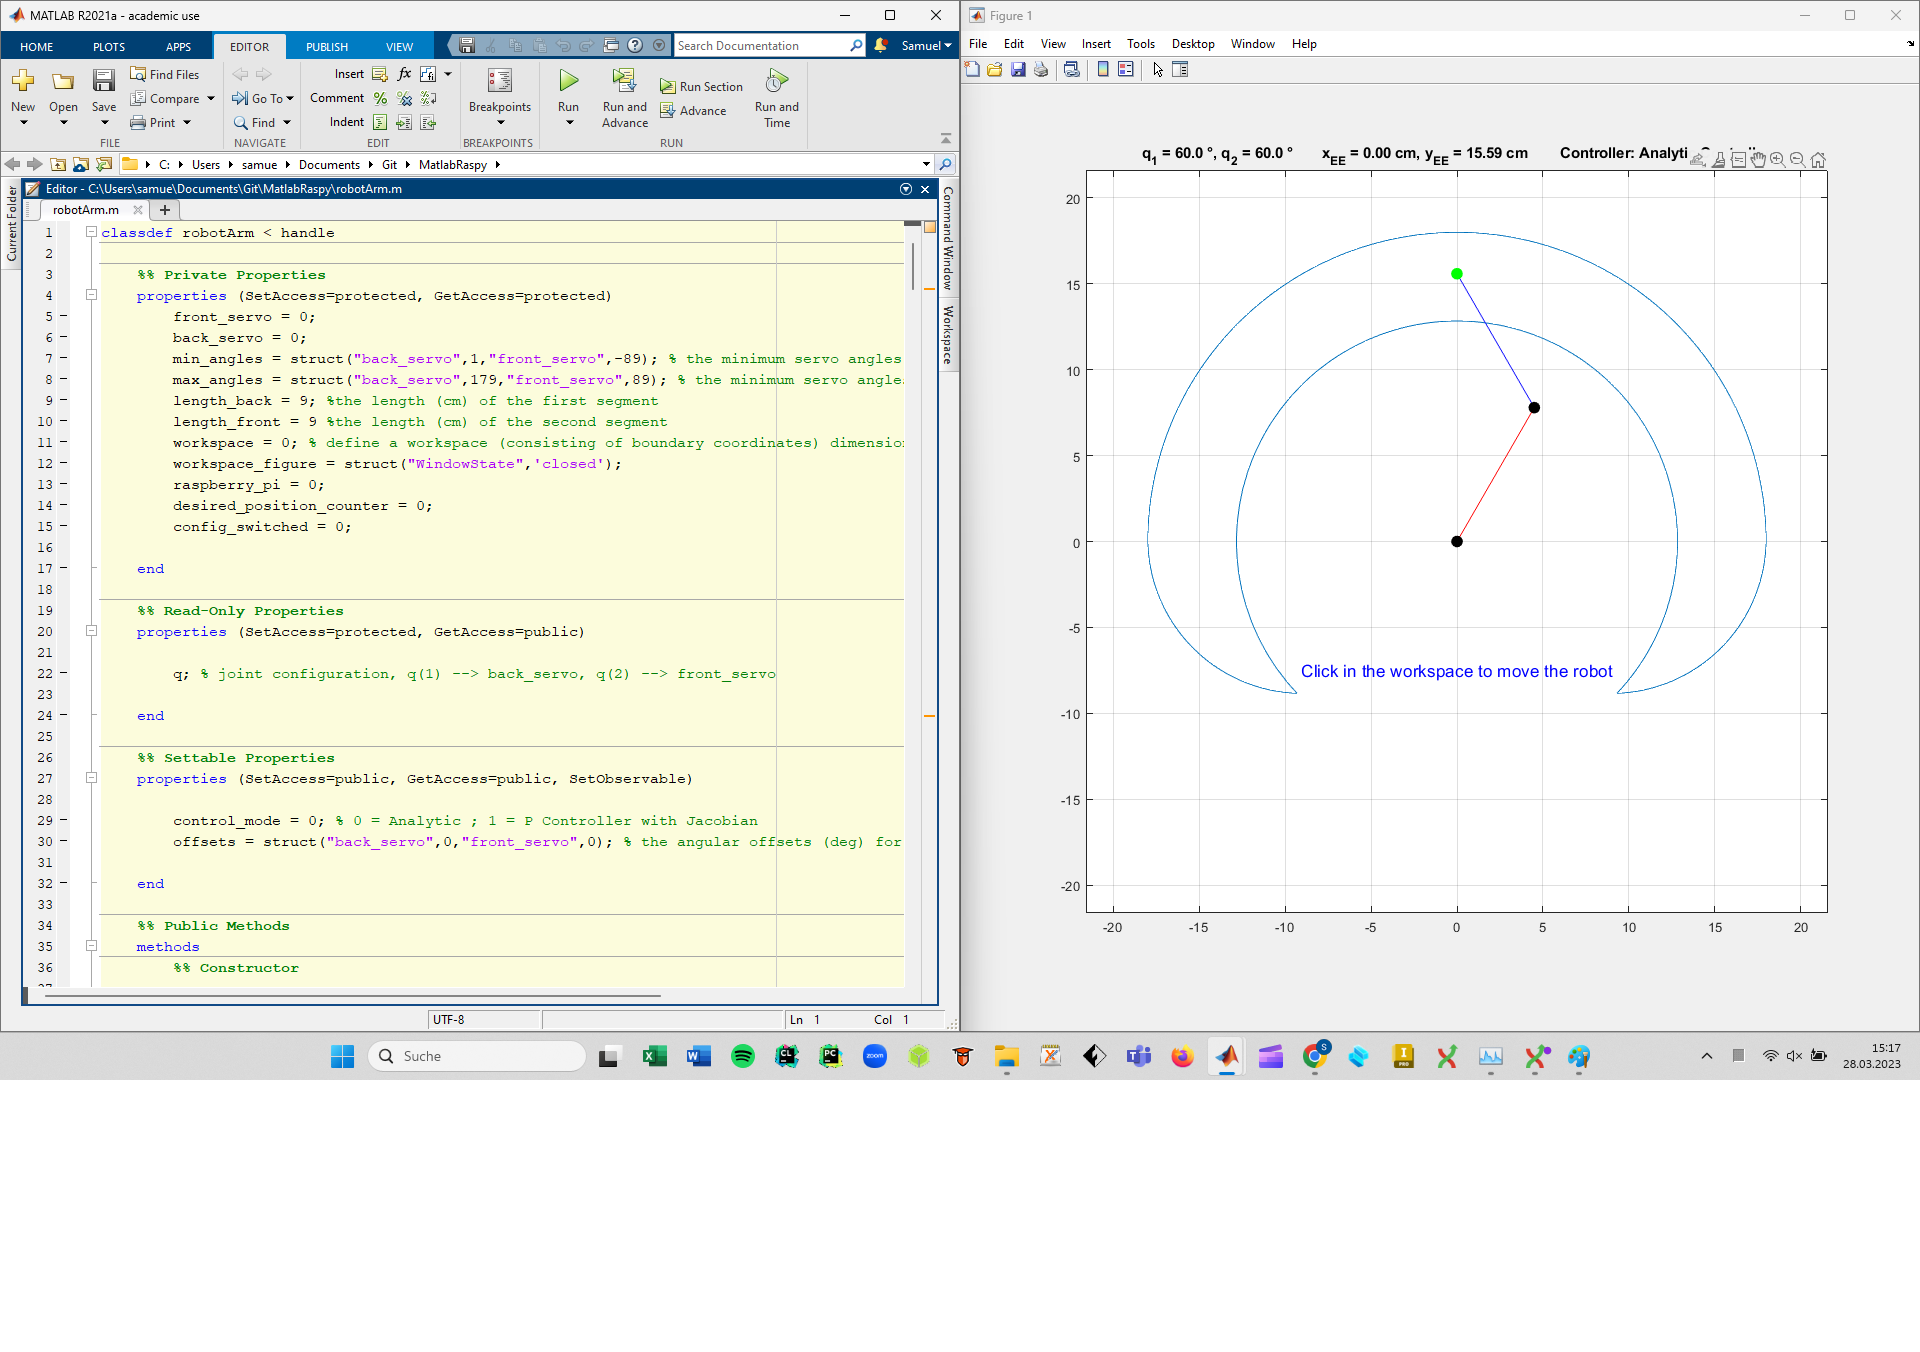 MATLAB R2021a - academic use
HOME PLOTS APPS EDITOR PUBLISH VIEW
Search Documentation
Samuel
New Open Save
Find Files
Compare
Print
Go To
Find
Insert
Comment
Indent
fx
Breakpoints
Run
Run and Advance
Run Section
Advance
Run and Time
FILE NAVIGATE EDIT BREAKPOINTS RUN
C: Users samue Documents Git MatlabRaspy
Current Folder
Editor - C:\Users\samue\Documents\Git\MatlabRaspy\robotArm.m
robotArm.m
Command Window
Workspace
1 classdef robotArm < handle
2
3 %% Private Properties
4 properties (SetAccess=protected, GetAccess=protected)
5 front_servo = 0;
6 back_servo = 0;
7 min_angles = struct("back_servo",1,"front_servo",-89); % the minimum servo angles
8 max_angles = struct("back_servo",179,"front_servo",89); % the minimum servo angle
9 length_back = 9; %the length (cm) of the first segment
10 length_front = 9 %the length (cm) of the second segment
11 workspace = 0; % define a workspace (consisting of boundary coordinates) dimensio
12 workspace_figure = struct("WindowState",'closed');
13 raspberry_pi = 0;
14 desired_position_counter = 0;
15 config_switched = 0;
16
17 end
18
19 %% Read-Only Properties
20 properties (SetAccess=protected, GetAccess=public)
21
22 q; % joint configuration, q(1) --> back_servo, q(2) --> front_servo
23
24 end
25
26 %% Settable Properties
27 properties (SetAccess=public, GetAccess=public, SetObservable)
28
29 control_mode = 0; % 0 = Analytic ; 1 = P Controller with Jacobian
30 offsets = struct("back_servo",0,"front_servo",0); % the angular offsets (deg) for
31
32 end
33
34 %% Public Methods
35 methods
36 %% Constructor
UTF-8
Ln 1 Col 1
Figure 1
File Edit View Insert Tools Desktop Window Help
q1 = 60.0 °, q2 = 60.0 ° xEE = 0.00 cm, yEE = 15.59 cm Controller: Analyti
20
15
10
5
0
-5
-10
-15
-20
Click in the workspace to move the robot
-20 -15 -10 -5 0 5 10 15 20
Suche
zoom
15:17
28.03.2023